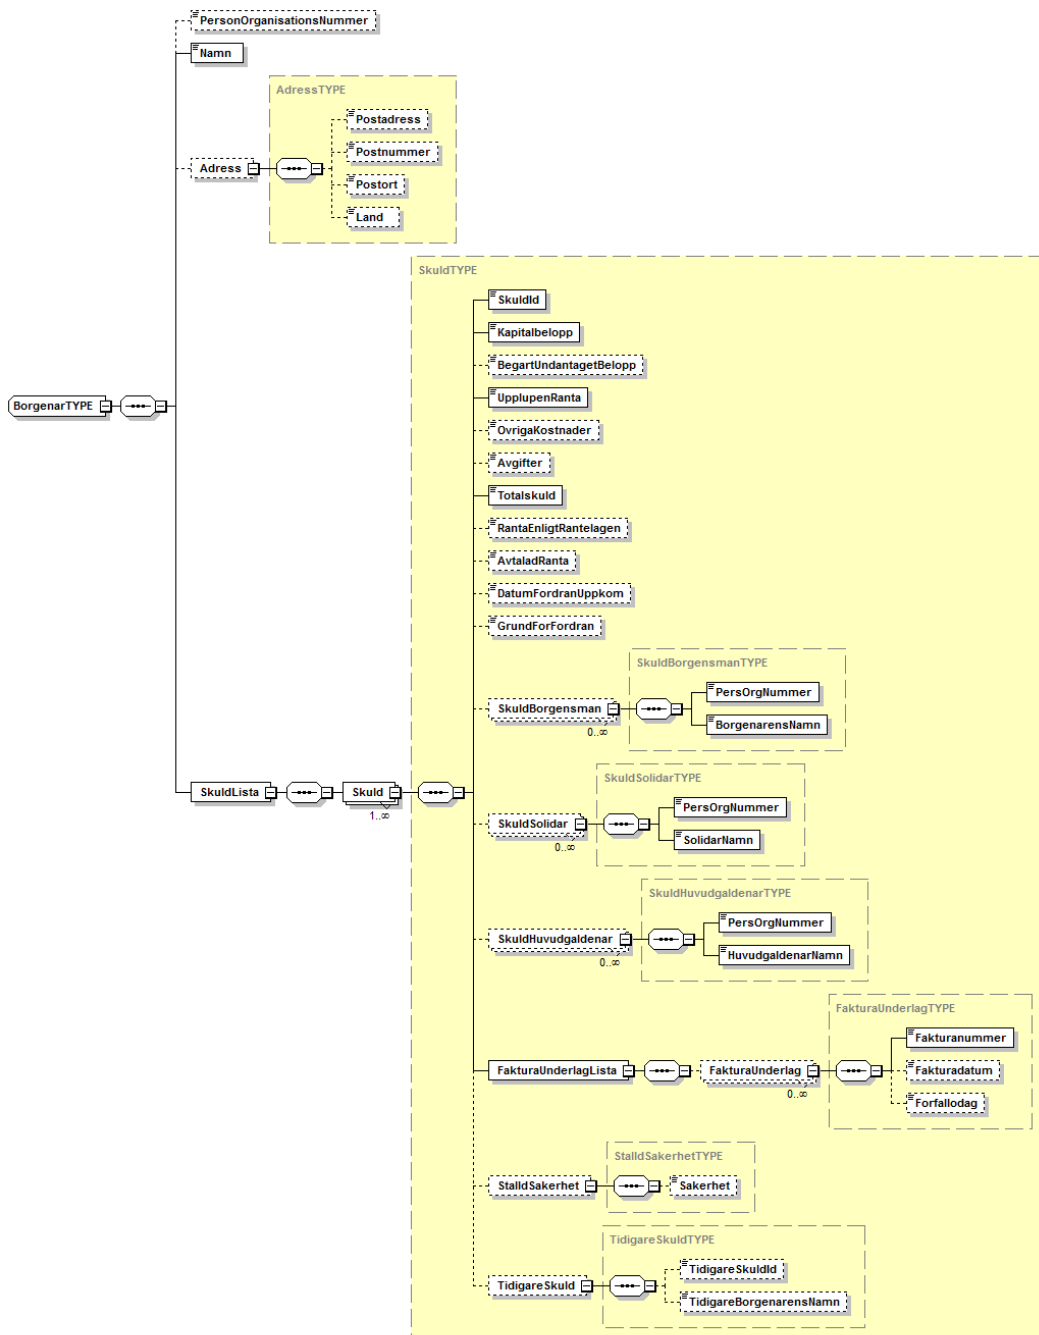 PersonOrganisationsNummer
Namn
AdressTYPE
Postadress
Postnummer
Adress
Postort
Land
SkuldTYPE
SkuldId
Kapitalbelopp
BegartUndantagetBelopp
BorgenarTYPE
UpplupenRanta
OvrigaKostnader
Avgifter
Totalskuld
RantaEnligtRantelagen
AvtaladRanta
DatumFordranUppkom
GrundForFordran
SkuldBorgensmanTYPE
PersOrgNummer
SkuldBorgensman
BorgenarensNamn
0..∞
SkuldLista
Skuld
1..∞
SkuldSolidarTYPE
PersOrgNummer
SkuldSolidar
SolidarNamn
0..∞
SkuldHuvudgaldenarTYPE
PersOrgNummer
SkuldHuvudgaldenar
HuvudgaldenarNamn
0..∞
FakturaUnderlagTYPE
Fakturanummer
FakturaUnderlagLista
FakturaUnderlag
Fakturadatum
0..∞
Forfallodag
StalldSakerhetTYPE
StalldSakerhet
Sakerhet
TidigareSkuldTYPE
TidigareSkuldId
TidigareSkuld
TidigareBorgenarensNamn